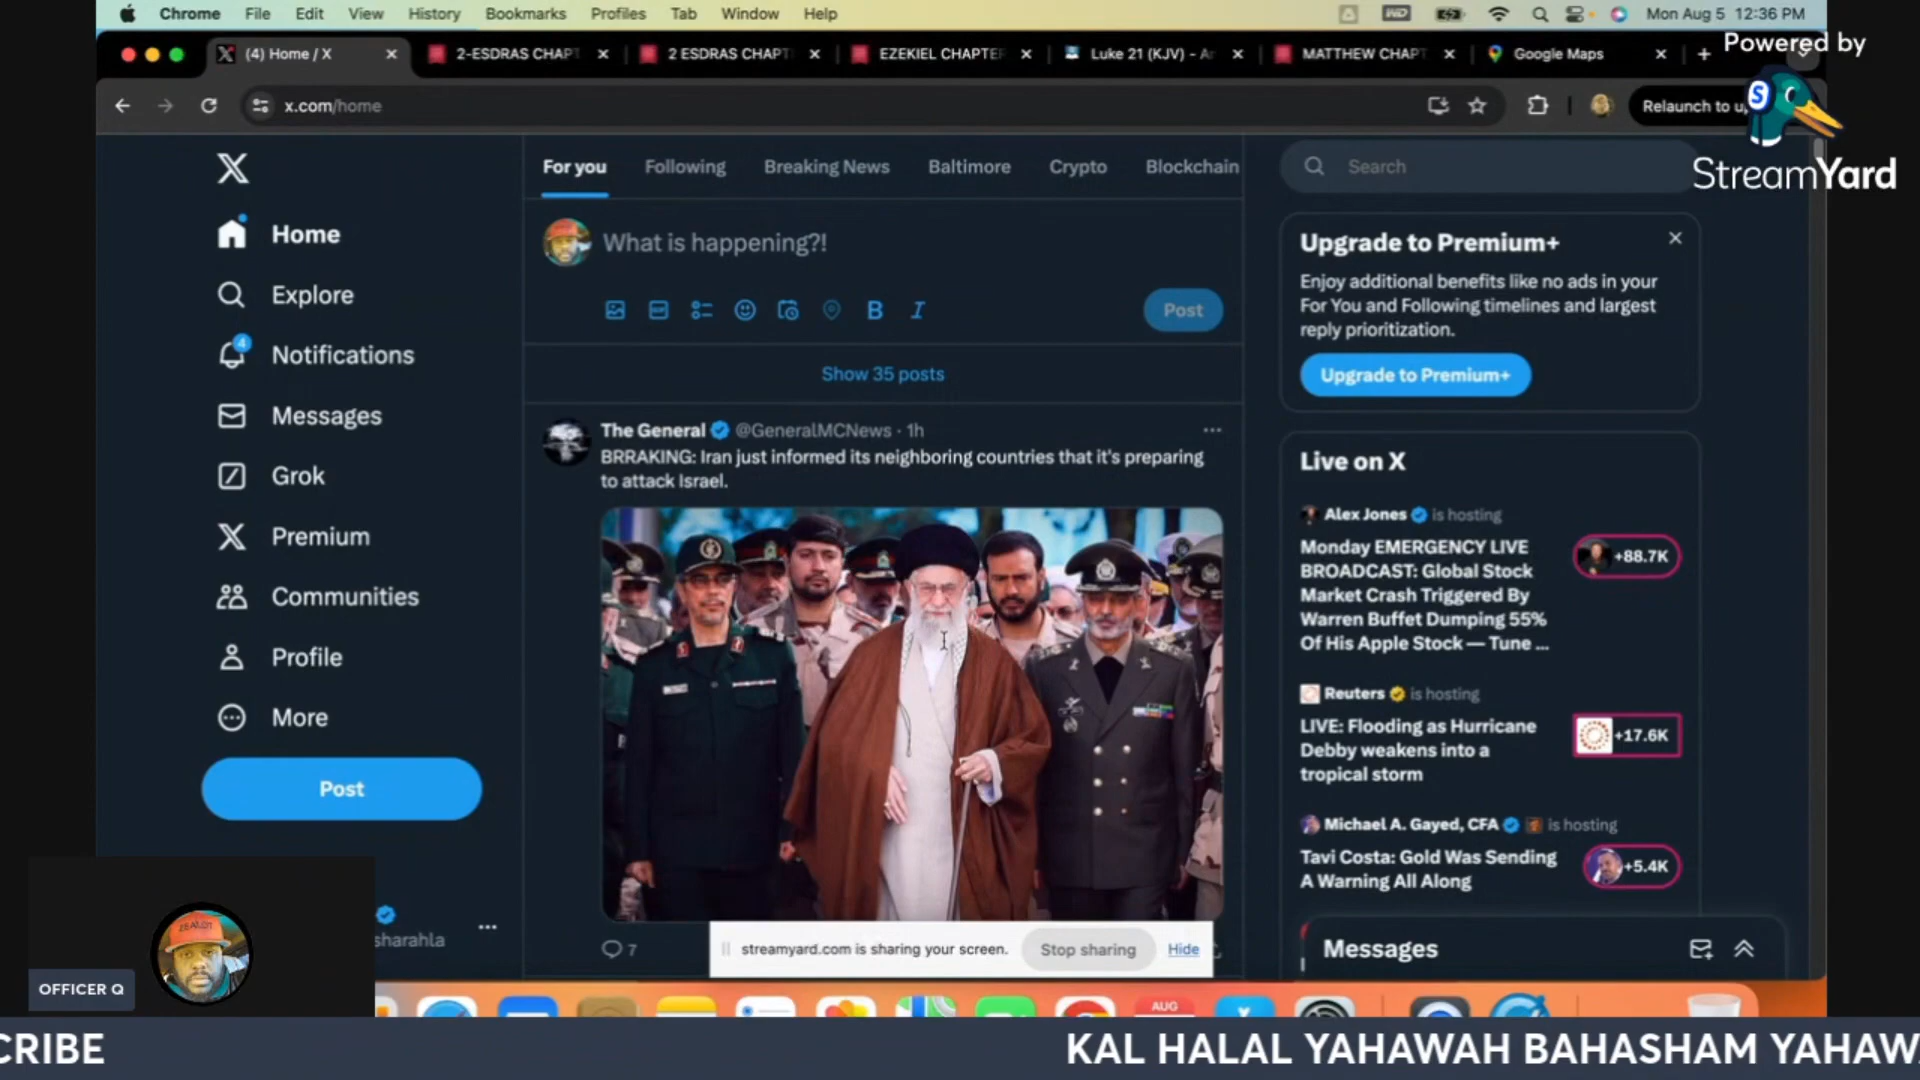 Chrome File Edit View History Bookmarks Profiles Tab Window Help
Mon Aug 5 12:36 PM
Powered by
StreamYard
(4) Home / X
2-ESDRAS CHAPT
2 ESDRAS CHAPT
EZEKIEL CHAPTER
Luke 21 (KJV) - A
MATTHEW CHAPT
Google Maps
x.com/home
Relaunch to u
For you Following Breaking News Baltimore Crypto Blockchain
Search
Home
Explore
4
Notifications
Messages
Grok
Premium
Communities
Profile
More
Post
sharahla
What is happening?!
B I
Post
Show 35 posts
The General @GeneralMCNews · 1h
BRRAKING: Iran just informed its neighboring countries that it's preparing
to attack Israel.
7
Upgrade to Premium+
Enjoy additional benefits like no ads in your
For You and Following timelines and largest
reply prioritization.
Upgrade to Premium+
Live on X
Alex Jones is hosting
Monday EMERGENCY LIVE
BROADCAST: Global Stock
Market Crash Triggered By
Warren Buffet Dumping 55%
Of His Apple Stock — Tune ...
+88.7K
Reuters is hosting
LIVE: Flooding as Hurricane
Debby weakens into a
tropical storm
+17.6K
Michael A. Gayed, CFA is hosting
Tavi Costa: Gold Was Sending
A Warning All Along
+5.4K
Messages
streamyard.com is sharing your screen. Stop sharing Hide
ZEALOT
OFFICER Q
AUG
CRIBE
KAL HALAL YAHAWAH BAHASHAM YAHAW